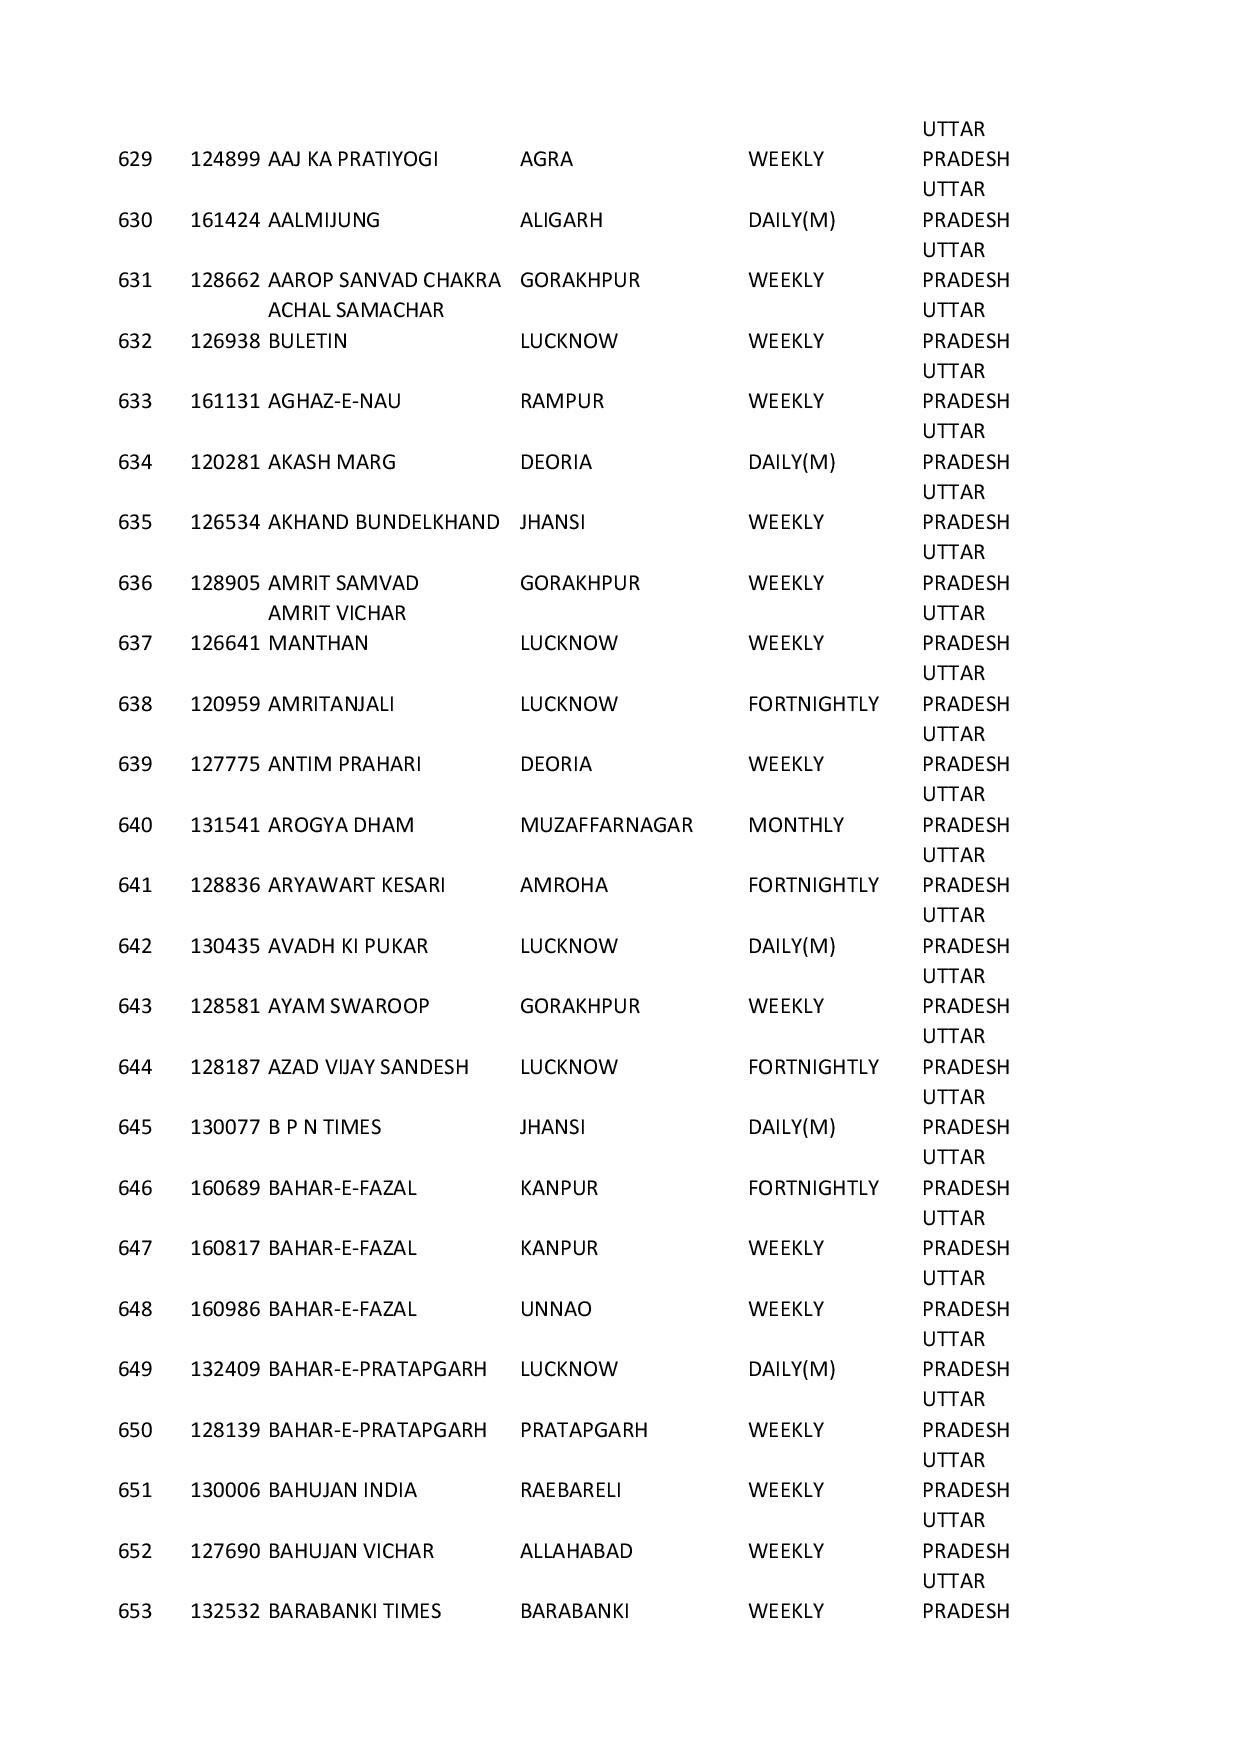 UTTAR
629 124899 AAJ KA PRATIYOGI AGRA WEEKLY PRADESH
UTTAR
630 161424 AALMIJUNG ALIGARH DAILY(M) PRADESH
UTTAR
631 128662 AAROP SANVAD CHAKRA GORAKHPUR WEEKLY PRADESH
ACHAL SAMACHAR UTTAR
632 126938 BULETIN LUCKNOW WEEKLY PRADESH
UTTAR
633 161131 AGHAZ-E-NAU RAMPUR WEEKLY PRADESH
UTTAR
634 120281 AKASH MARG DEORIA DAILY(M) PRADESH
UTTAR
635 126534 AKHAND BUNDELKHAND JHANSI WEEKLY PRADESH
UTTAR
636 128905 AMRIT SAMVAD GORAKHPUR WEEKLY PRADESH
AMRIT VICHAR UTTAR
637 126641 MANTHAN LUCKNOW WEEKLY PRADESH
UTTAR
638 120959 AMRITANJALI LUCKNOW FORTNIGHTLY PRADESH
UTTAR
639 127775 ANTIM PRAHARI DEORIA WEEKLY PRADESH
UTTAR
640 131541 AROGYA DHAM MUZAFFARNAGAR MONTHLY PRADESH
UTTAR
641 128836 ARYAWART KESARI AMROHA FORTNIGHTLY PRADESH
UTTAR
642 130435 AVADH KI PUKAR LUCKNOW DAILY(M) PRADESH
UTTAR
643 128581 AYAM SWAROOP GORAKHPUR WEEKLY PRADESH
UTTAR
644 128187 AZAD VIJAY SANDESH LUCKNOW FORTNIGHTLY PRADESH
UTTAR
645 130077 B P N TIMES JHANSI DAILY(M) PRADESH
UTTAR
646 160689 BAHAR-E-FAZAL KANPUR FORTNIGHTLY PRADESH
UTTAR
647 160817 BAHAR-E-FAZAL KANPUR WEEKLY PRADESH
UTTAR
648 160986 BAHAR-E-FAZAL UNNAO WEEKLY PRADESH
UTTAR
649 132409 BAHAR-E-PRATAPGARH LUCKNOW DAILY(M) PRADESH
UTTAR
650 128139 BAHAR-E-PRATAPGARH PRATAPGARH WEEKLY PRADESH
UTTAR
651 130006 BAHUJAN INDIA RAEBARELI WEEKLY PRADESH
UTTAR
652 127690 BAHUJAN VICHAR ALLAHABAD WEEKLY PRADESH
UTTAR
653 132532 BARABANKI TIMES BARABANKI WEEKLY PRADESH